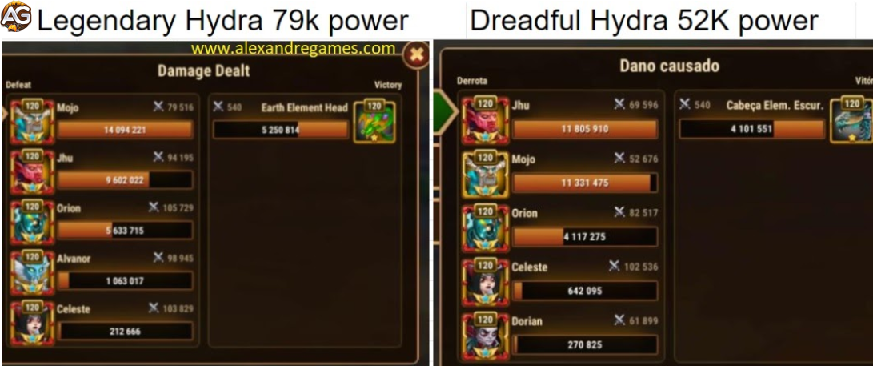 AG Legendary Hydra 79k power
www.alexandregames.com
Damage Dealt
Defeat
Victory
120 Mojo 79 516
14 094 221
120 Jhu 94 195
9 602 022
120 Orion 105 729
5 633 715
120 Alvanor 98 945
1 063 017
120 Celeste 103 829
212 666
540 Earth Element Head 120
5 250 814
Dreadful Hydra 52K power
Dano causado
Derrota
Vitór
120 Jhu 69 596
11 805 910
120 Mojo 52 676
11 331 475
120 Orion 82 517
4 117 275
120 Celeste 102 536
642 095
120 Dorian 61 899
270 825
540 Cabeça Elem. Escur. 120
4 101 551